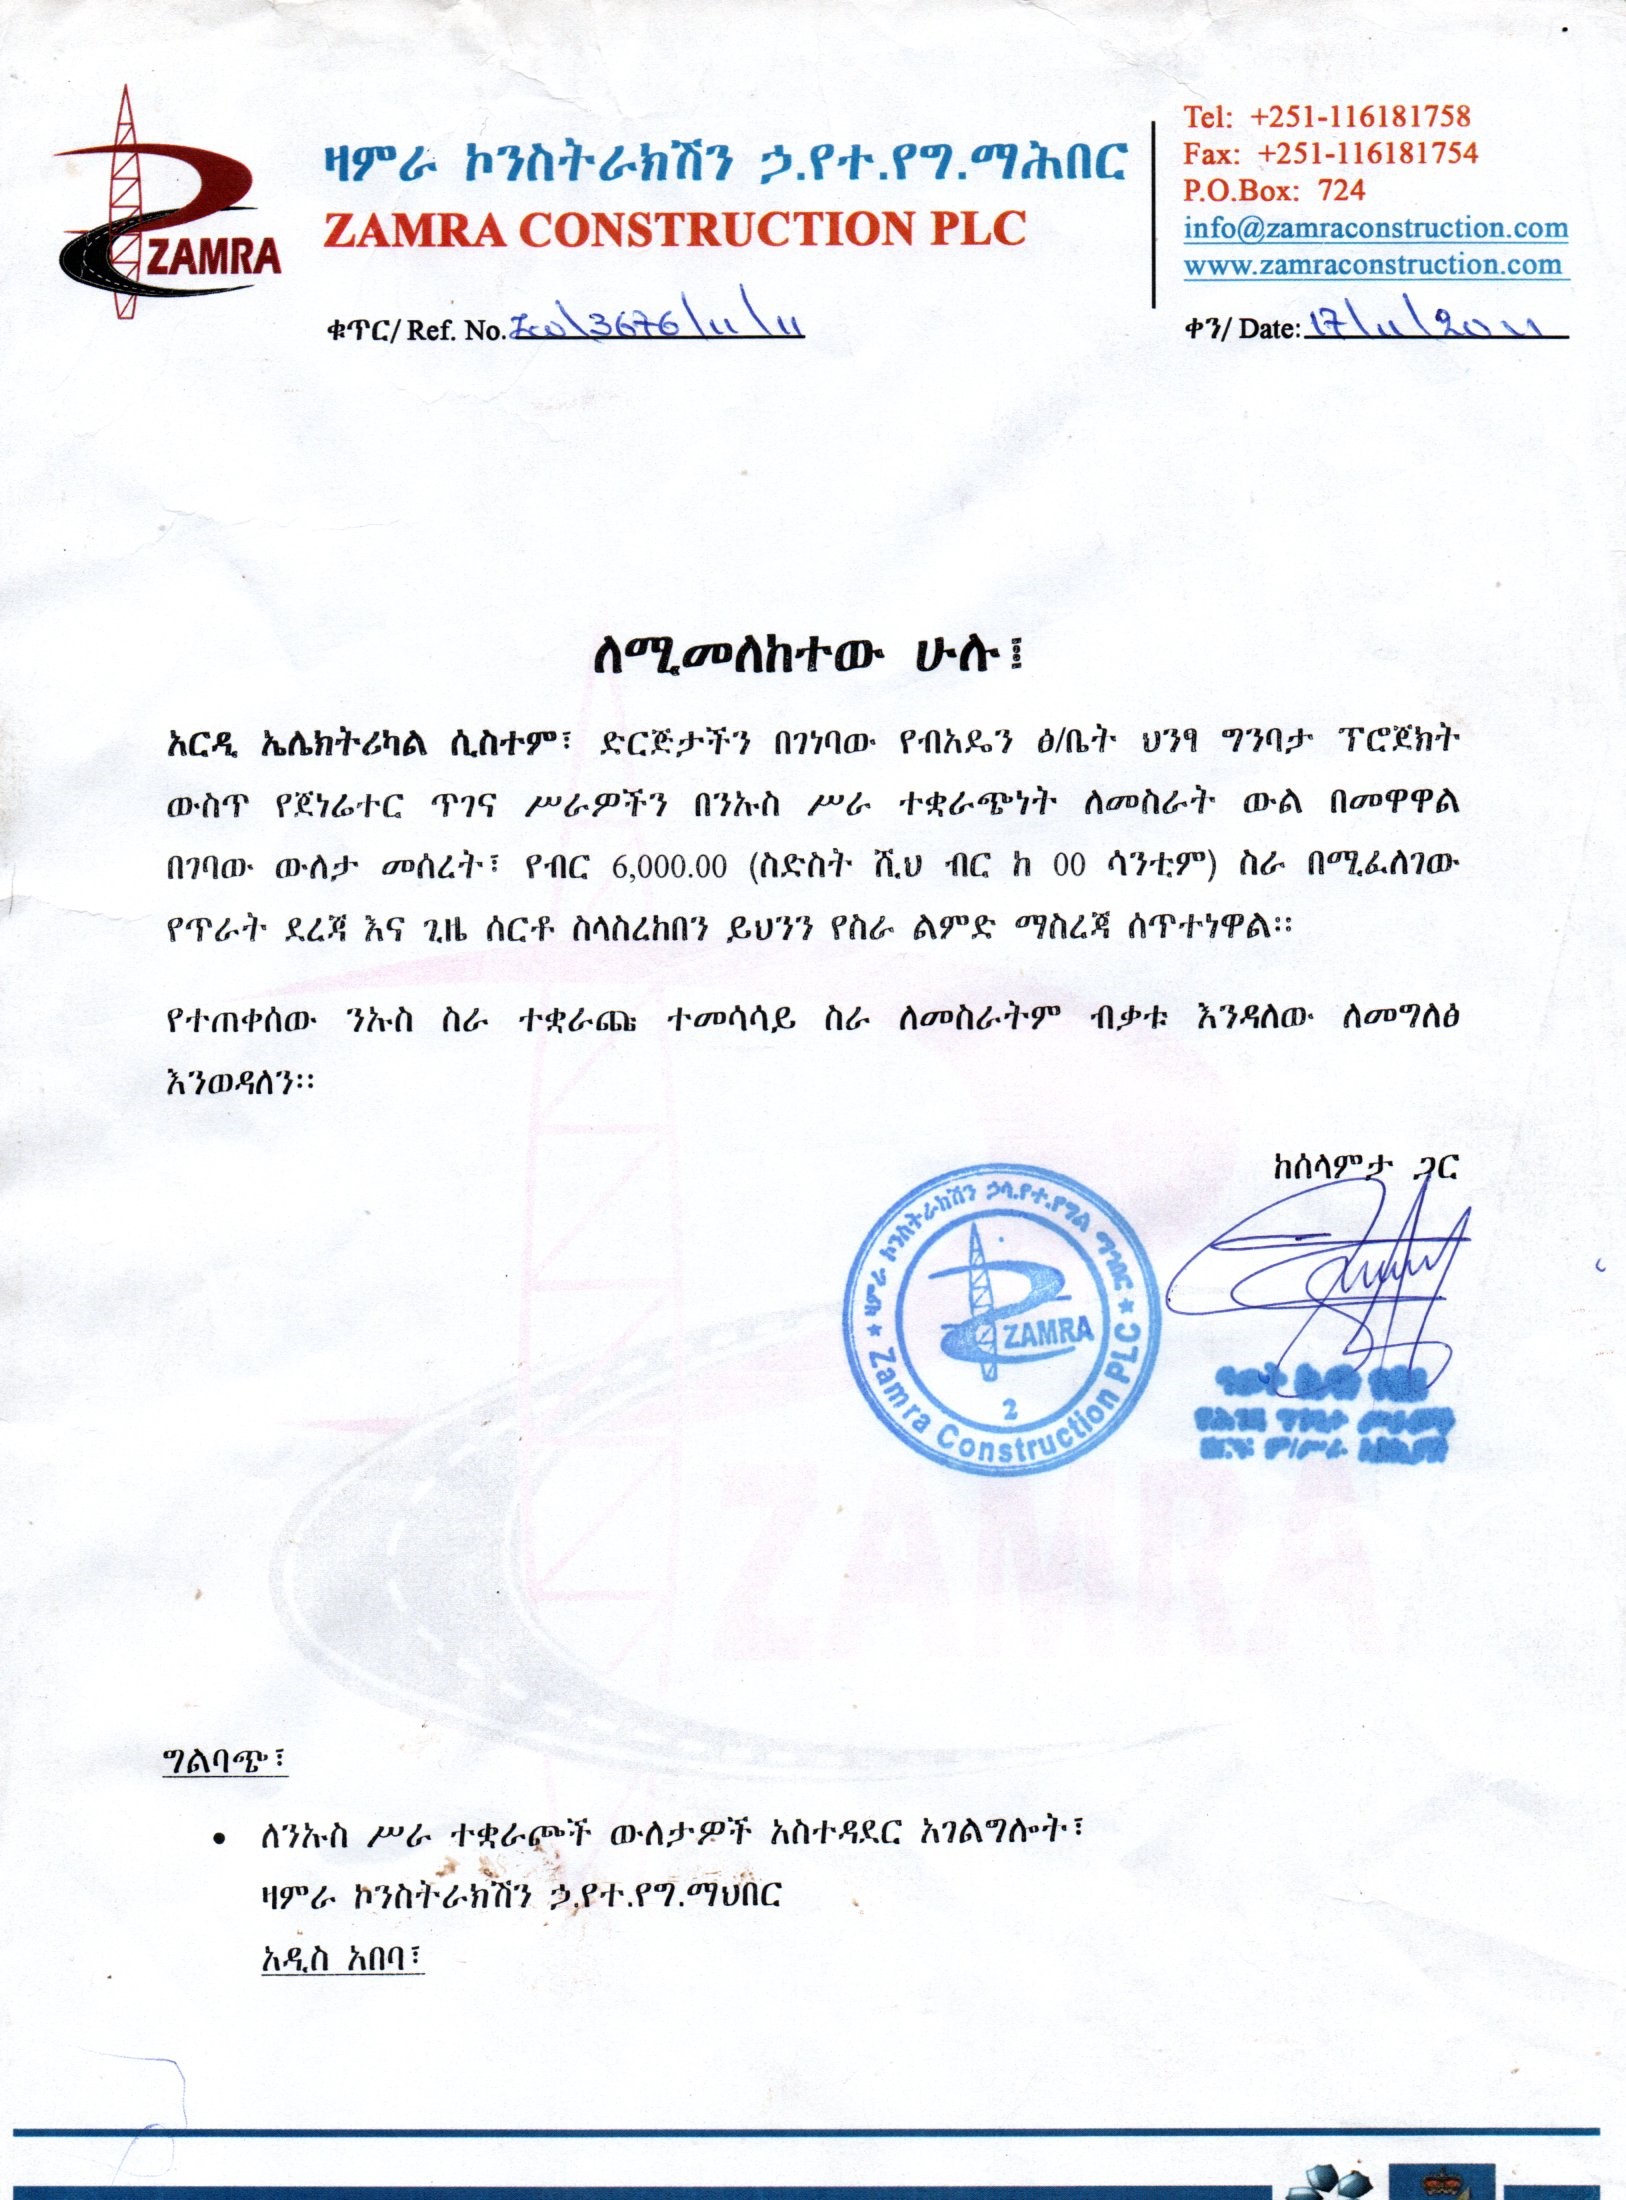 ZAMRA
ዛምራ ኮንስትራክሽን ኃ.የተ.የግ.ማሕበር
ZAMRA CONSTRUCTION PLC
Tel: +251-116181758
Fax: +251-116181754
P.O.Box: 724
info@zamraconstruction.com
www.zamraconstruction.com
ቁጥር/ Ref. No. Zco\3676/11/11
ቀን/ Date: 17/11/2011
ለሚመለከተው ሁሉ፤
አርዲ ኤሌክትሪካል ሲስተም፣ ድርጅታችን በገነባው የብአዴን ፅ/ቤት ህንፃ ግንባታ ፕሮጀክት
ውስጥ የጀነሬተር ጥገና ሥራዎችን በንኡስ ሥራ ተቋራጭነት ለመስራት ውል በመዋዋል
በገባው ውለታ መሰረት፣ የብር 6,000.00 (ስድስት ሺህ ብር ከ 00 ሳንቲም) ስራ በሚፈለገው
የጥራት ደረጃ እና ጊዜ ሰርቶ ስላስረከበን ይህንን የስራ ልምድ ማስረጃ ሰጥተነዋል።
የተጠቀሰው ንኡስ ስራ ተቋራጩ ተመሳሳይ ስራ ለመስራትም ብቃቱ እንዳለው ለመግለፅ
እንወዳለን።
ከሰላምታ ጋር
ዛምራ ኮንስትራክሽን ኃላ.የተ.የግል ማኅበር
ZAMRA
2
Zamra Construction PLC
ZAMRA
ግልባጭ፣
• ለንኡስ ሥራ ተቋራጮች ውለታዎች አስተዳደር አገልግሎት፣
ዛምራ ኮንስትራክሽን ኃ.የተ.የግ.ማህበር
አዲስ አበባ፣